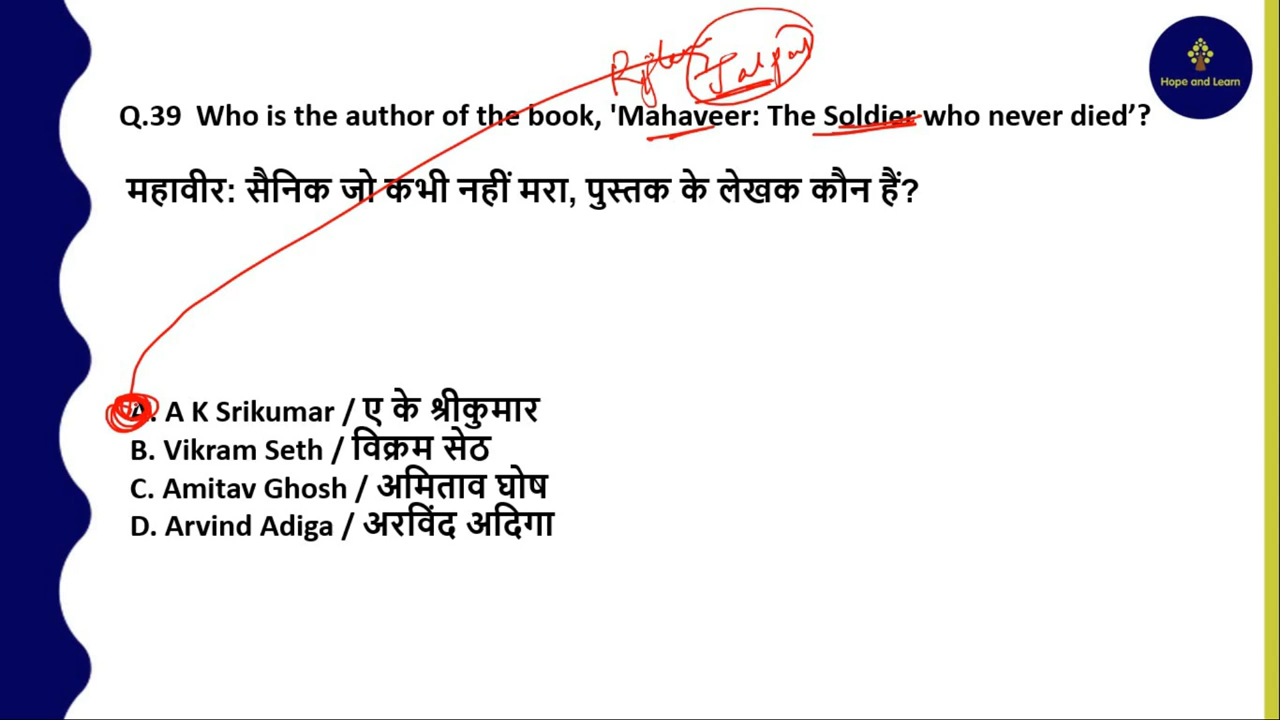 Hope and Learn
Q.39 Who is the author of the book, 'Mahaveer: The Soldier who never died’?
महावीर: सैनिक जो कभी नहीं मरा, पुस्तक के लेखक कौन हैं?
A. A K Srikumar / ए के श्रीकुमार
B. Vikram Seth / विक्रम सेठ
C. Amitav Ghosh / अमिताव घोष
D. Arvind Adiga / अरविंद अदिगा